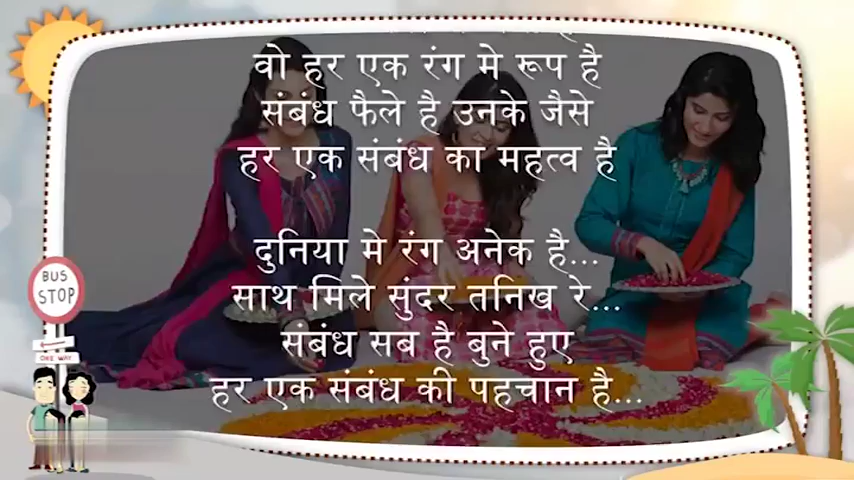 वो हर एक रंग मे रूप है
संबंध फैले है उनके जैसे
हर एक संबंध का महत्व है
दुनिया मे रंग अनेक है...
साथ मिले सुंदर तनिख रे...
संबंध सब है बुने हुए
हर एक संबंध की पहचान है...
BUS
STOP
ONE WAY